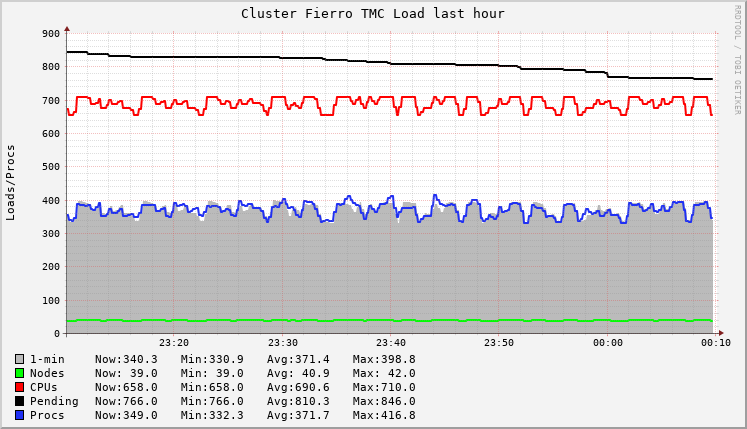 Cluster Fierro TMC Load last hour
RRDTOOL / TOBI OETIKER
Loads/Procs
900
800
700
600
500
400
300
200
100
0
23:20 23:30 23:40 23:50 00:00 00:10
1-min Now:340.3 Min:330.9 Avg:371.4 Max:398.8
Nodes Now: 39.0 Min: 39.0 Avg: 40.9 Max: 42.0
CPUs Now:658.0 Min:658.0 Avg:690.6 Max:710.0
Pending Now:766.0 Min:766.0 Avg:810.3 Max:846.0
Procs Now:349.0 Min:332.3 Avg:371.7 Max:416.8